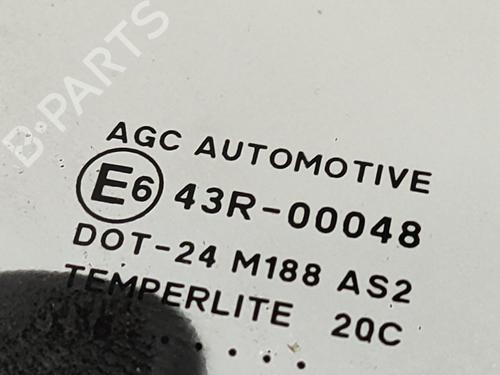 B-PARTS
AGC AUTOMOTIVE
E6 43R-00048
DOT-24 M188 AS2
TEMPERLITE 2QC
. . . . .